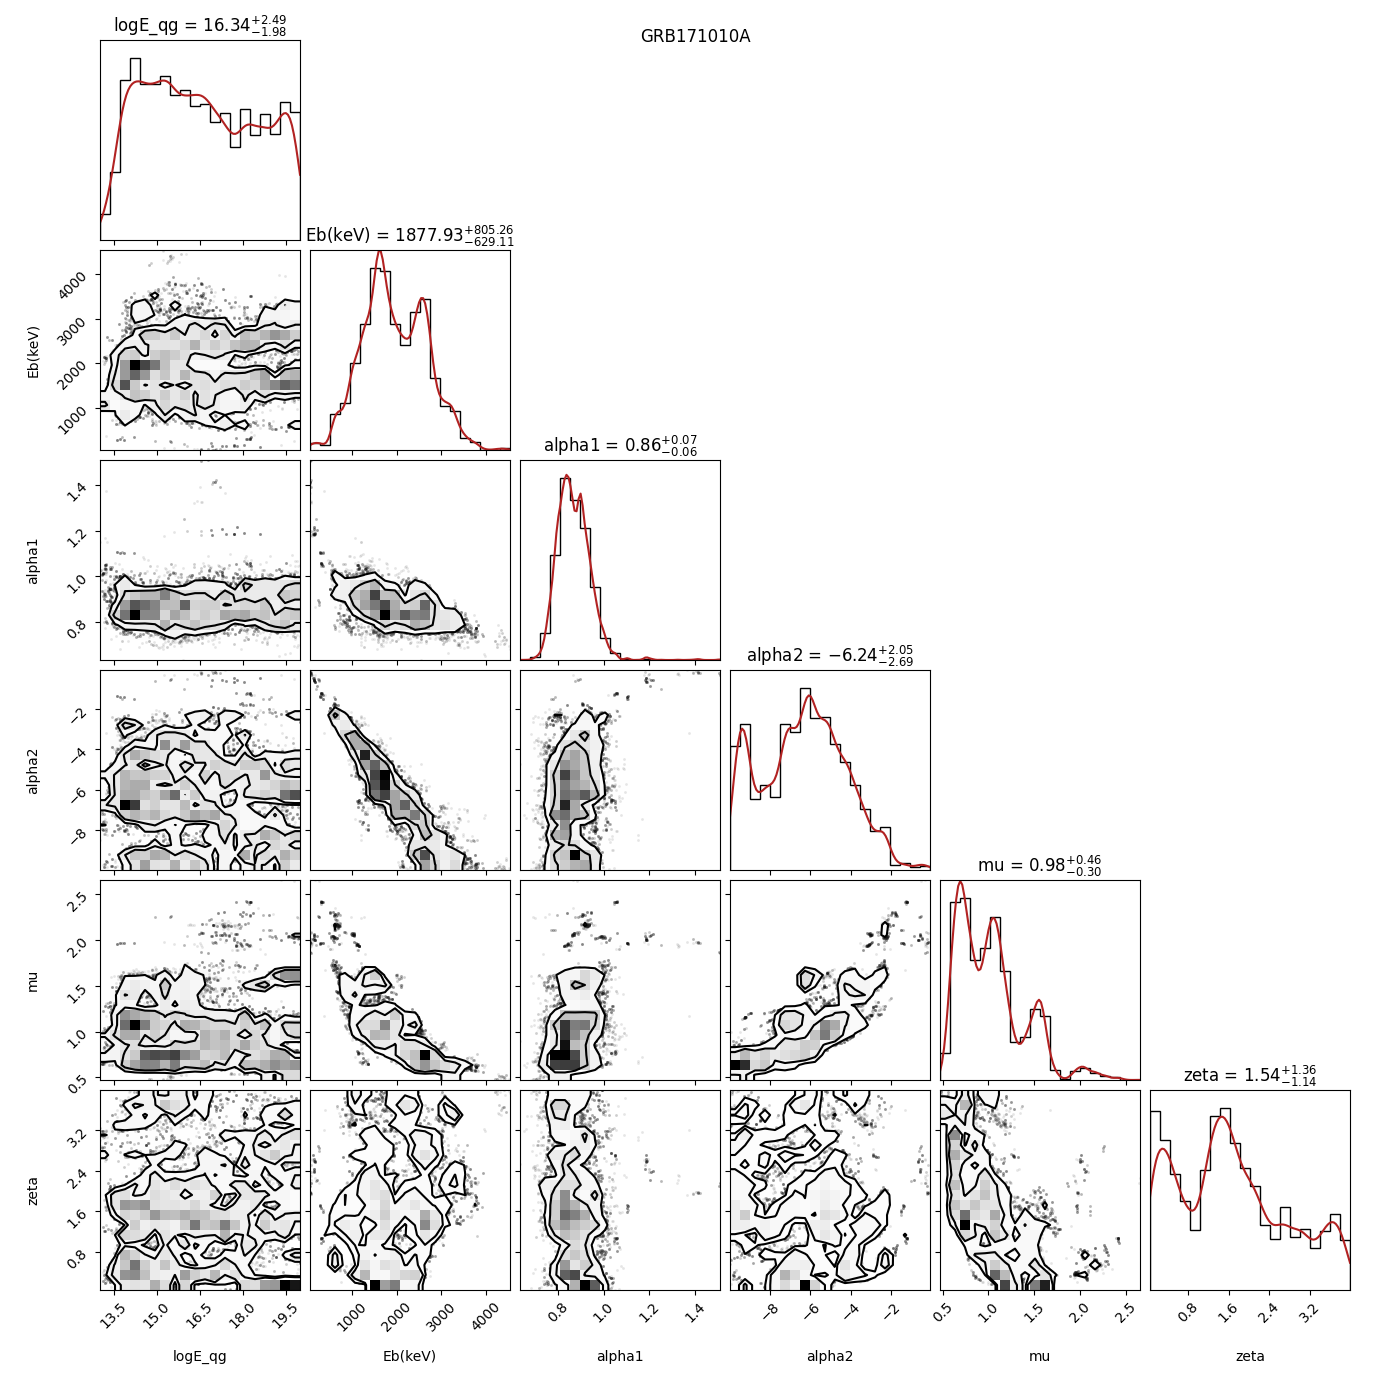 logE_qg = 16.34^{+2.49}_{-1.98}
GRB171010A
Eb(keV) = 1877.93^{+805.26}_{-629.11}
4000
3000
2000
1000
Eb(keV)
alpha1 = 0.86^{+0.07}_{-0.06}
1.4
1.2
1.0
0.8
alpha1
alpha2 = −6.24^{+2.05}_{-2.69}
−2
−4
−6
−8
alpha2
mu = 0.98^{+0.46}_{-0.30}
2.5
2.0
1.5
1.0
0.5
mu
zeta = 1.54^{+1.36}_{-1.14}
3.2
2.4
1.6
0.8
zeta
13.5 15.0 16.5 18.0 19.5 1000 2000 3000 4000 0.8 1.0 1.2 1.4 −8 −6 −4 −2 0.5 1.0 1.5 2.0 2.5 0.8 1.6 2.4 3.2
logE_qg Eb(keV) alpha1 alpha2 mu zeta